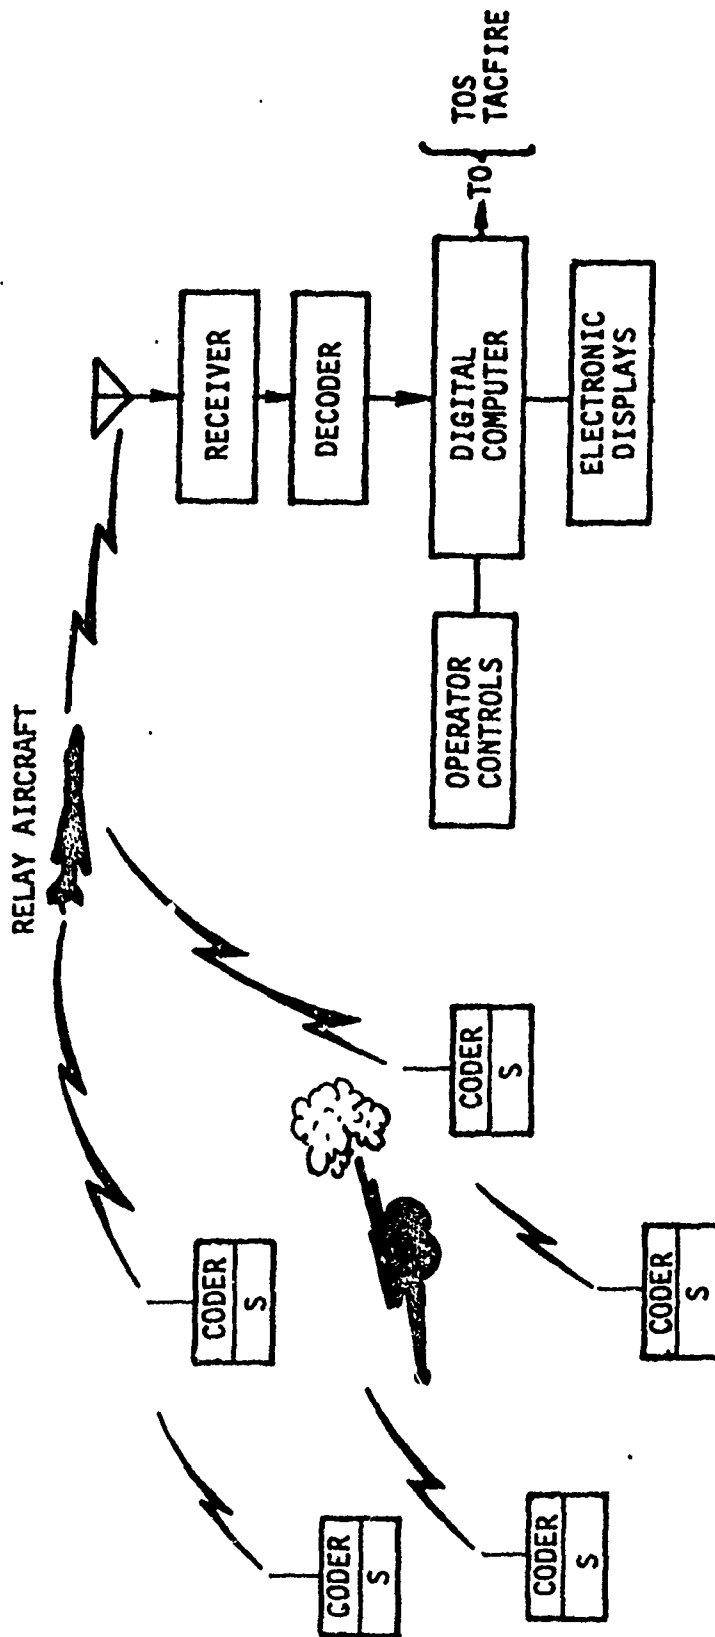 RELAY AIRCRAFT
RECEIVER
DECODER
DIGITAL
COMPUTER
TO
TOS
TACFIRE
OPERATOR
CONTROLS
ELECTRONIC
DISPLAYS
CODER
S
CODER
S
CODER
S
CODER
S
CODER
S